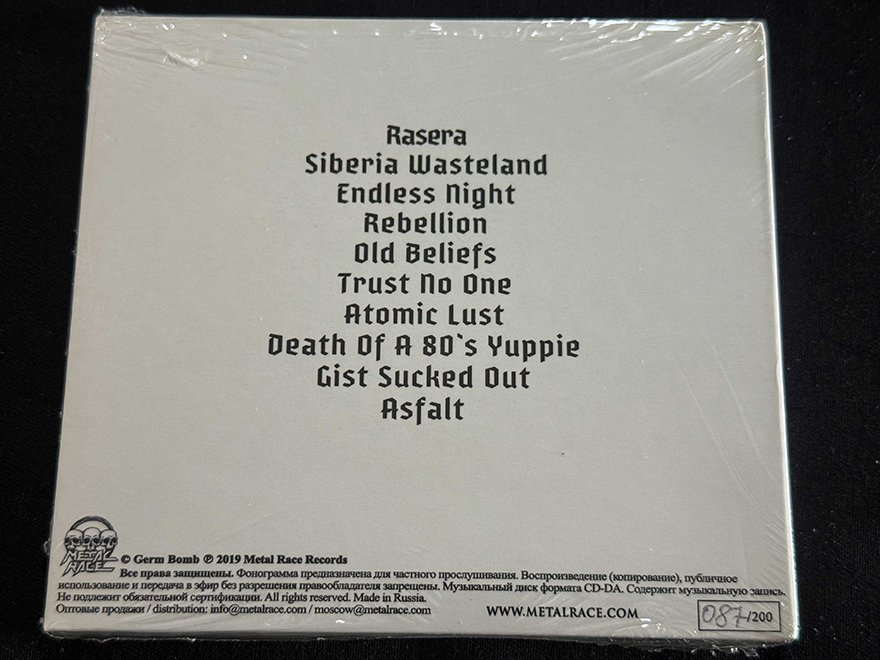 Rasera
Siberia Wasteland
Endless Night
Rebellion
Old Beliefs
Trust No One
Atomic Lust
Death Of A 80`s Yuppie
Gist Sucked Out
Asfalt
METAL
RACE
© Germ Bomb ℗ 2019 Metal Race Records
Все права защищены. Фонограмма предназначена для частного прослушивания. Воспроизведение (копирование), публичное
использование и передача в эфир без разрешения правообладателя запрещены. Музыкальный диск формата CD-DA. Содержит музыкальную запись.
Не подлежит обязательной сертификации. All rights reserved. Made in Russia.
Оптовые продажи / distribution: info@metalrace.com / moscow@metalrace.com
WWW.METALRACE.COM
087/200